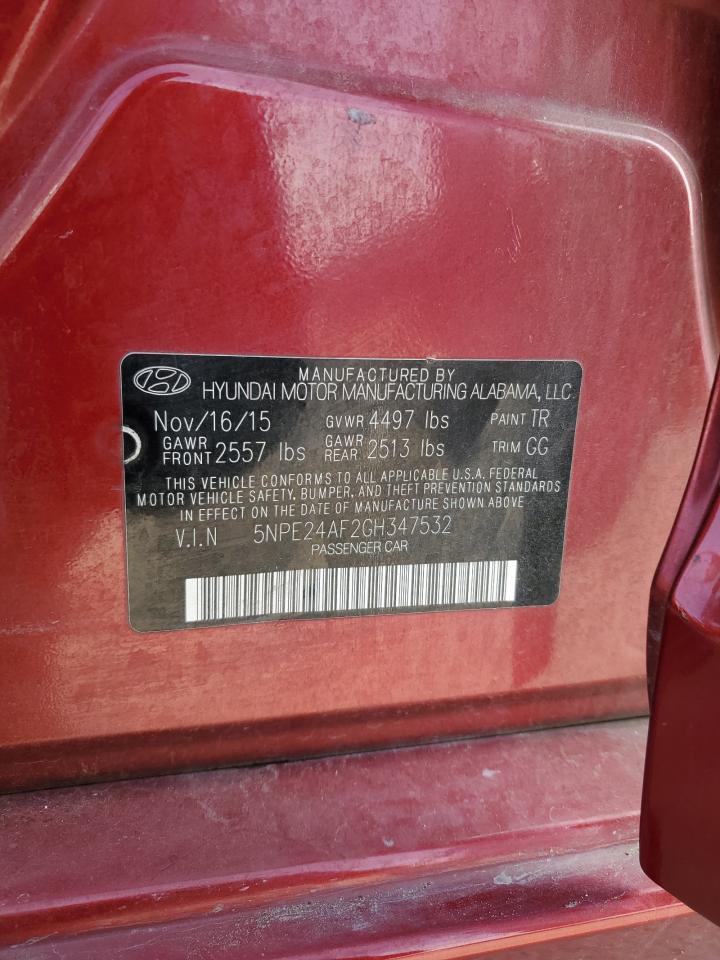 MANUFACTURED BY
HYUNDAI MOTOR MANUFACTURING ALABAMA, LLC
Nov/16/15 GVWR 4497 lbs PAINT TR
GAWR FRONT 2557 lbs GAWR REAR 2513 lbs TRIM GG
THIS VEHICLE CONFORMS TO ALL APPLICABLE U.S.A. FEDERAL
MOTOR VEHICLE SAFETY, BUMPER, AND THEFT PREVENTION STANDARDS
IN EFFECT ON THE DATE OF MANUFACTURE SHOWN ABOVE
V.I.N 5NPE24AF2GH347532
PASSENGER CAR